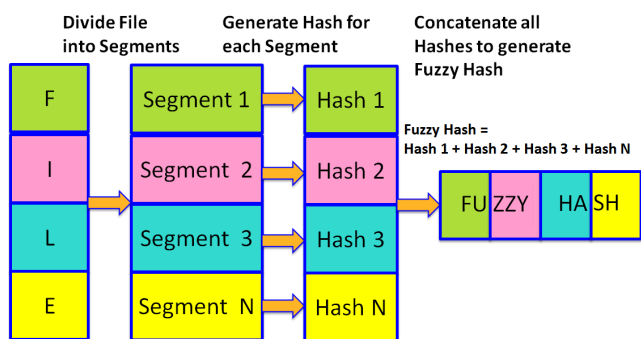 Divide File
into Segments
Generate Hash for
each Segment
Concatenate all
Hashes to generate
Fuzzy Hash
F
I
L
E
Segment 1
Segment 2
Segment 3
Segment N
Hash 1
Hash 2
Hash 3
Hash N
Fuzzy Hash =
Hash 1 + Hash 2 + Hash 3 + Hash N
FU ZZY HA SH